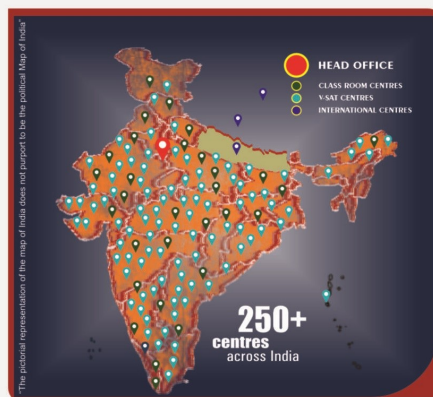 "The pictorial representation of the map of India does not purport to be the political Map of India"
HEAD OFFICE
CLASS ROOM CENTRES
V-SAT CENTRES
INTERNATIONAL CENTRES
250+
centres
across India